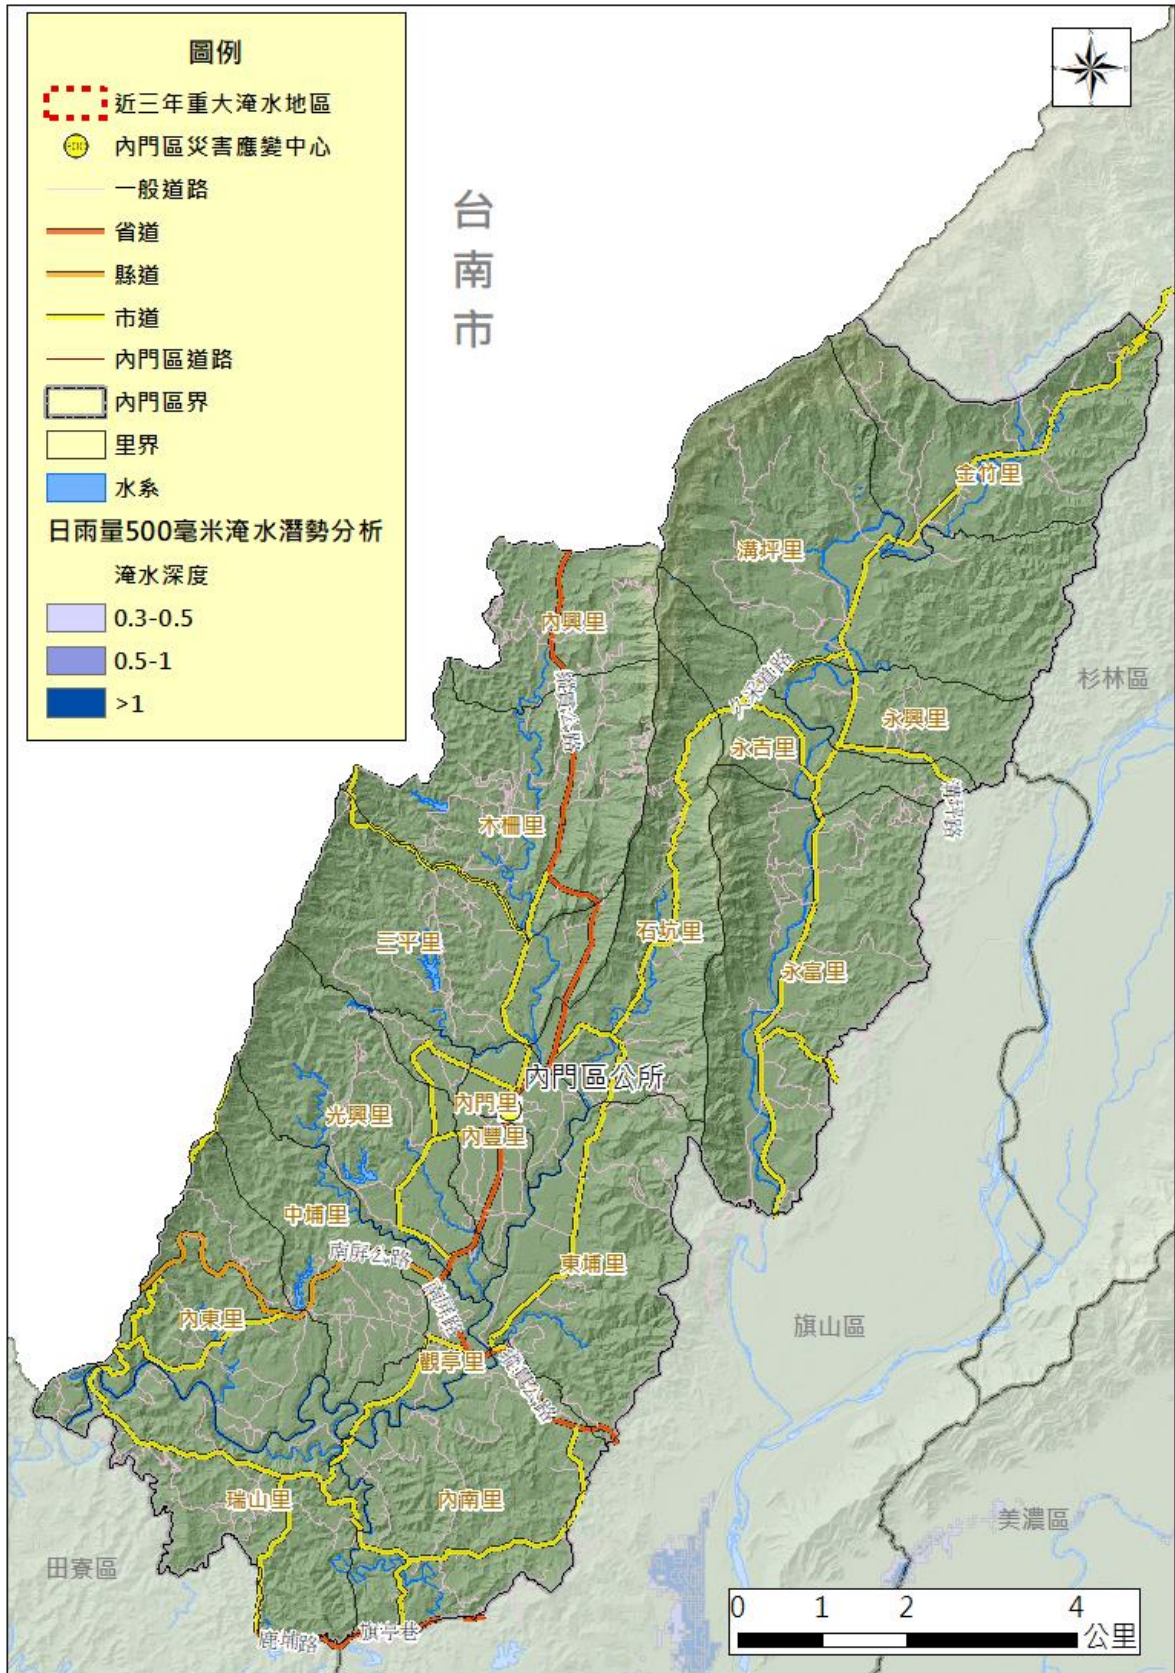 圖例
近三年重大淹水地區
內門區災害應變中心
一般道路
省道
縣道
市道
內門區道路
內門區界
里界
水系
日雨量500毫米淹水潛勢分析
淹水深度
0.3-0.5
0.5-1
>1
台南市
金竹里
溝坪里
內興里
杉林區
永興里
永吉里
溝坪路
木柵里
石坑里
三平里
永富里
內門區公所
內門里
光興里
內豐里
中埔里
南屏公路
東埔里
內東里
旗山區
觀亭里
瑞山里
內南里
美濃區
田寮區
旗亭巷
鹿埔路
0 1 2 4
公里